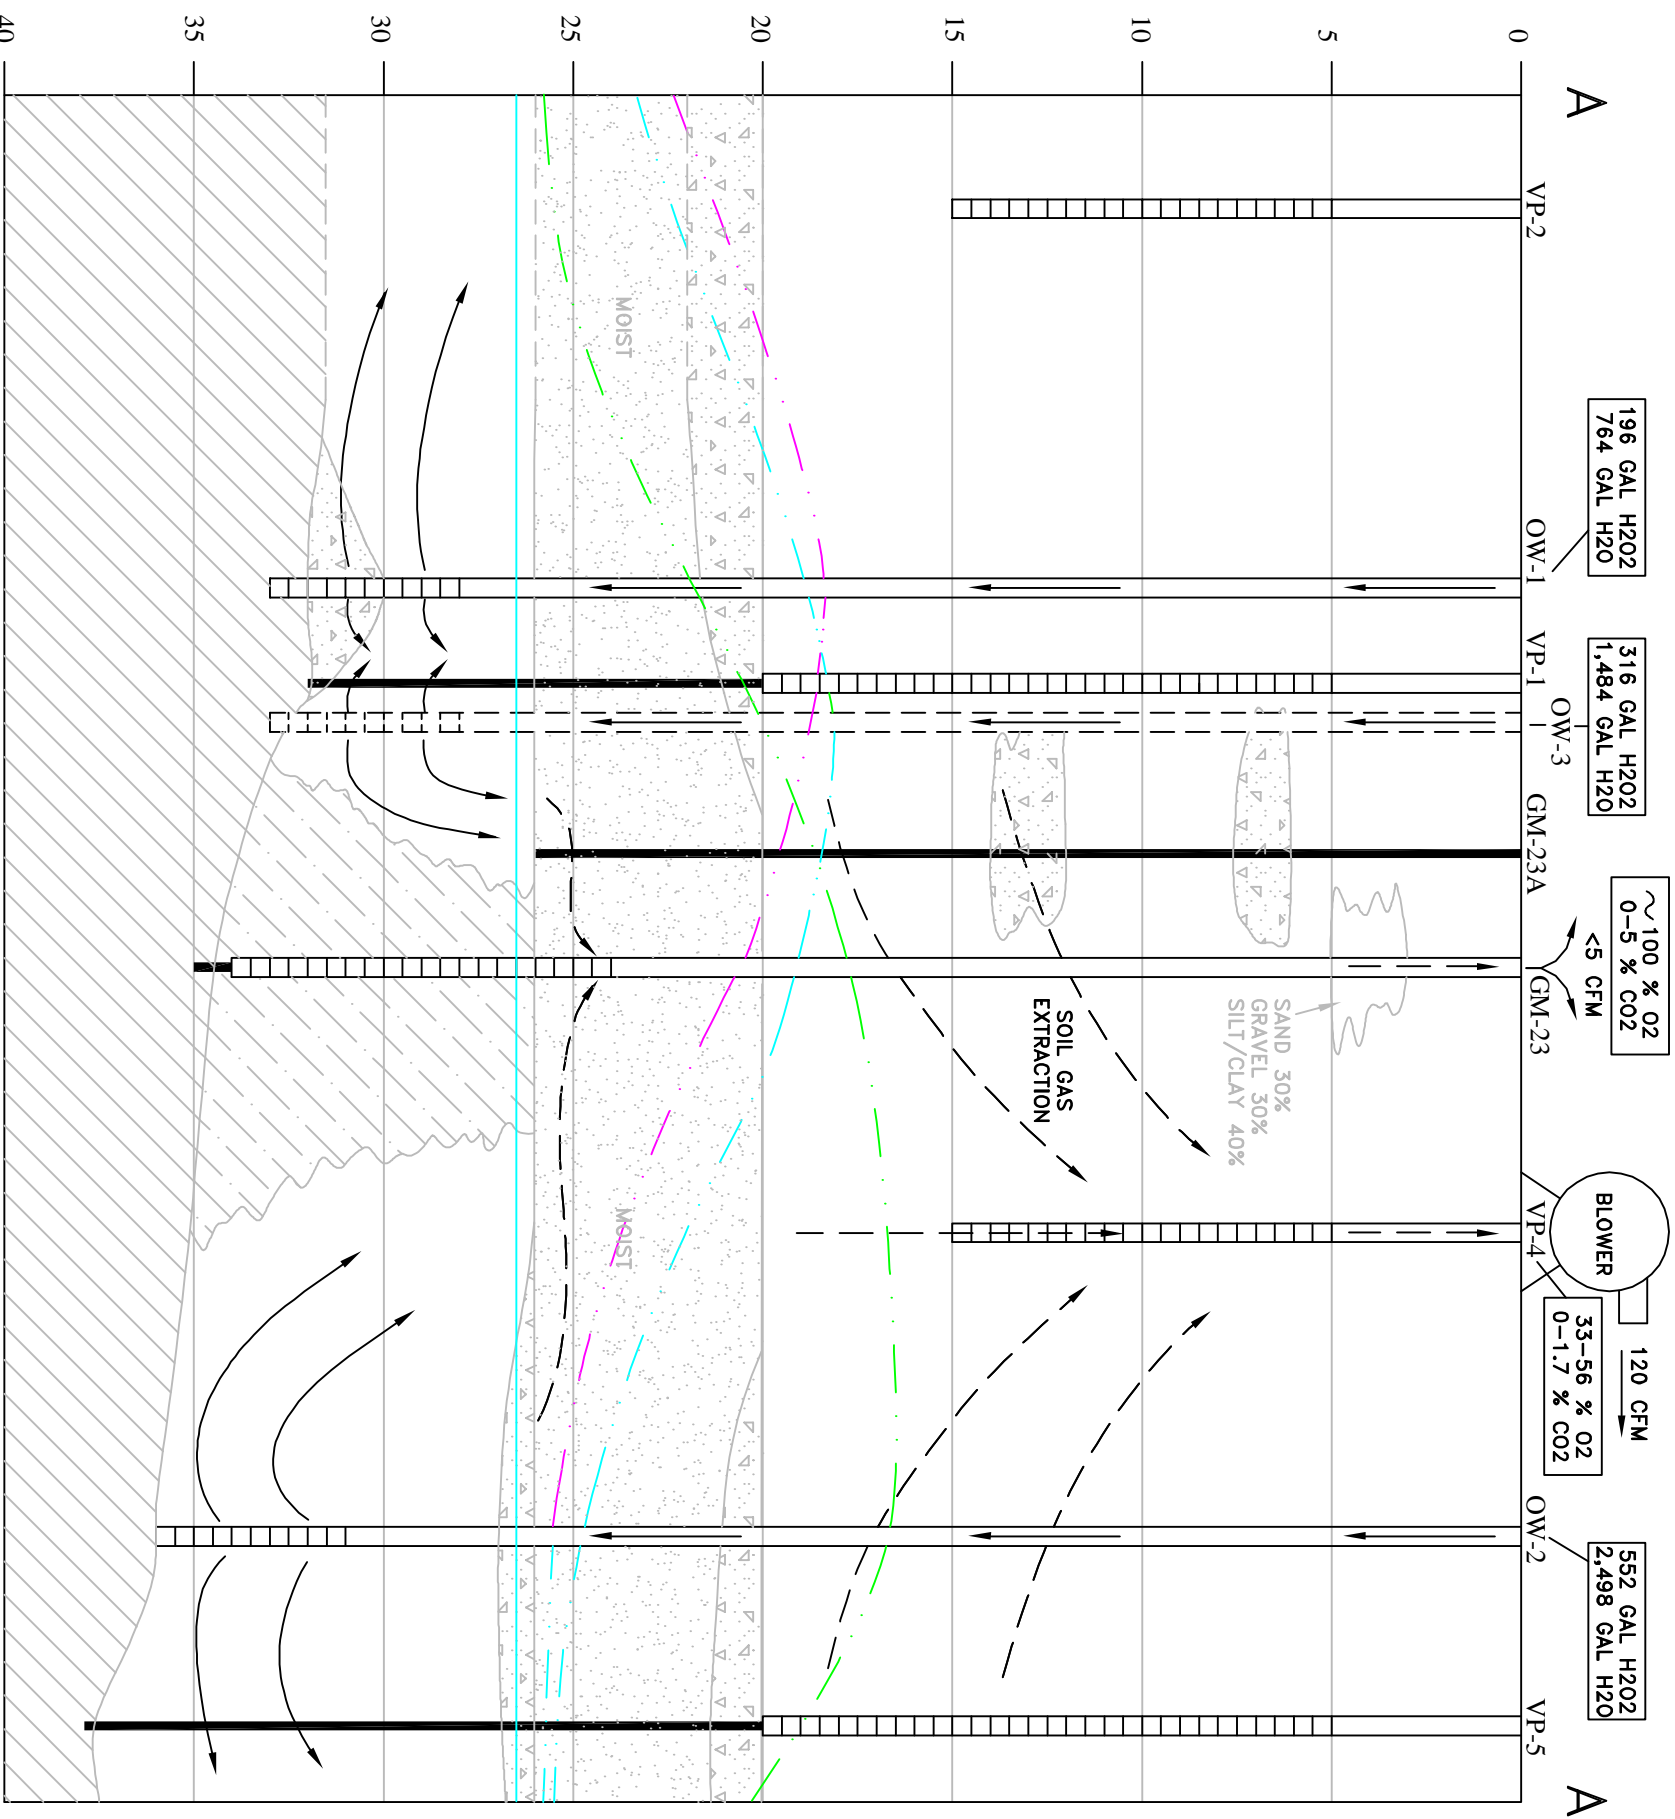 A
A
196 GAL H2O2
764 GAL H2O
316 GAL H2O2
1,484 GAL H2O
~100 % O2
0-5 % CO2
<5 CFM
BLOWER
120 CFM
33-56 % O2
0-1.7 % CO2
552 GAL H2O2
2,498 GAL H2O
VP-2
OW-1
VP-1
OW-3
GM-23A
GM-23
VP-4
OW-2
VP-5
0
5
10
15
20
25
30
35
40
SAND 30%
GRAVEL 30%
SILT/CLAY 40%
SOIL GAS
EXTRACTION
MOIST
MOIST